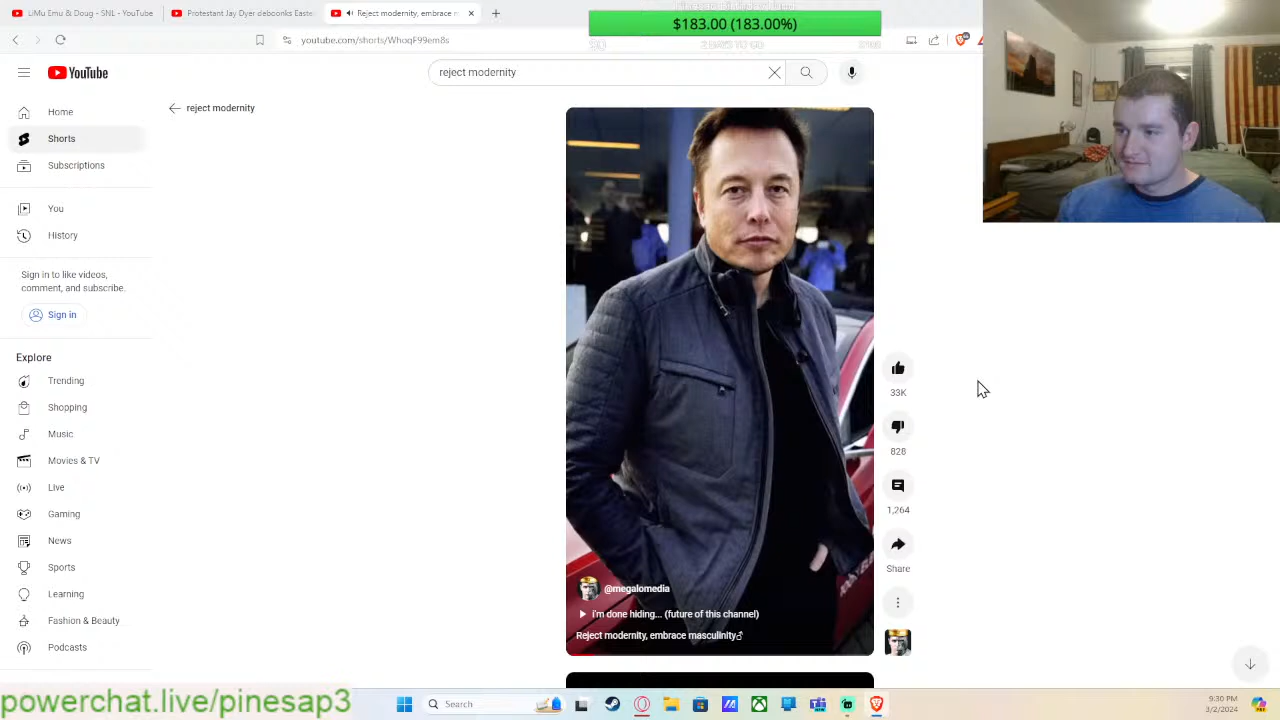 LiMu Emu & Doug - SNL - YouTube
Protestant Jay Dyer
Reject modernity, embrace m
$183.00 (183.00%)
youtube.com/shorts/WhoqF99em8s
YouTube
reject modernity
Home
reject modernity
Shorts
Subscriptions
You
History
Sign in to like videos,
comment, and subscribe.
Sign in
Explore
Trending
Shopping
33K
Music
828
Movies & TV
Live
1,264
Gaming
News
Share
Sports
@megalomedia
Learning
i'm done hiding... (future of this channel)
Fashion & Beauty
Reject modernity, embrace masculinity
Podcasts
powerchat.live/pinesap3
Search
9:30 PM
3/2/2024